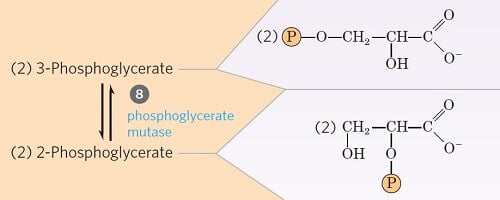 (2) 3-Phosphoglycerate
8
phosphoglycerate
mutase
(2) 2-Phosphoglycerate
O
(2) P—O—CH₂—CH—C
OH O⁻
O
(2) CH₂—CH—C
OH O O⁻
P